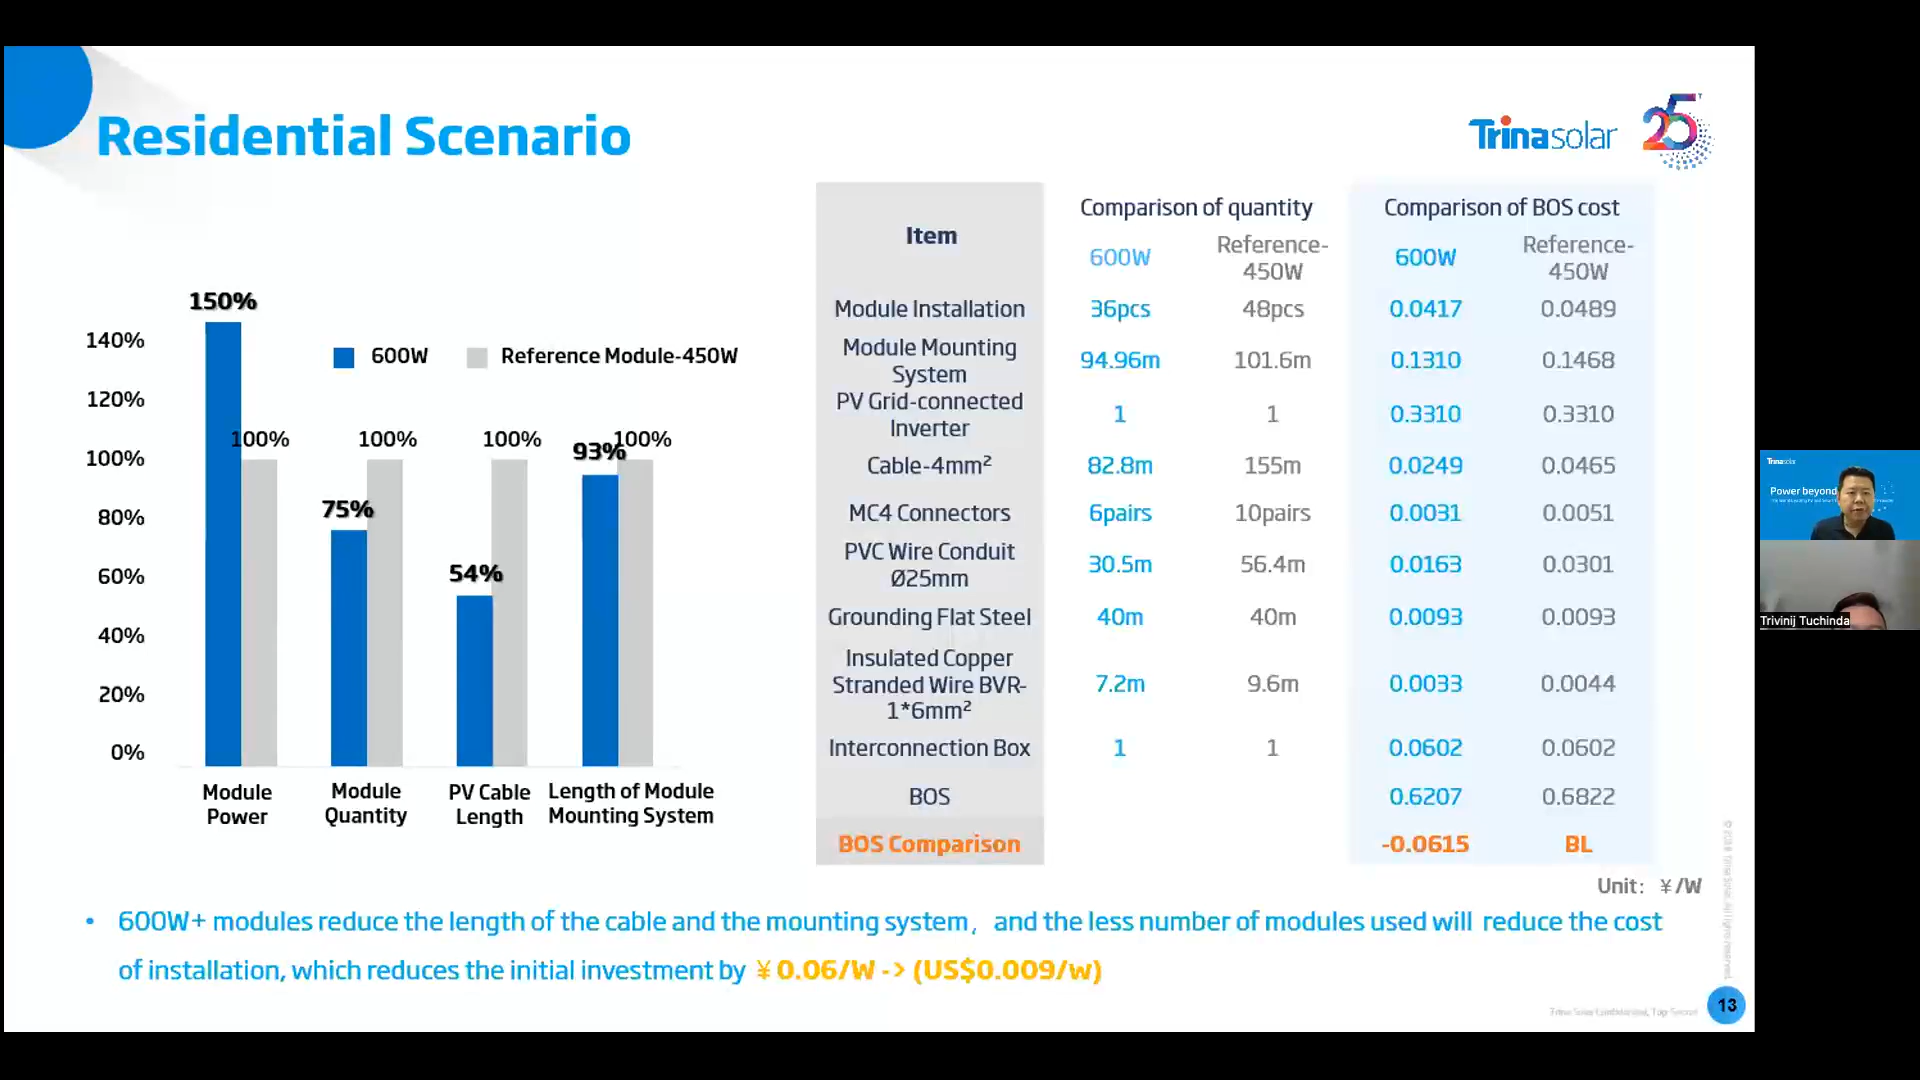 Residential Scenario
Trinasolar
25
150%
140%
120%
100%
80%
60%
40%
20%
0%
600W
Reference Module-450W
100%
75%
100%
54%
100%
93%
100%
Module
Power
Module
Quantity
PV Cable
Length
Length of Module
Mounting System
Item
Comparison of quantity
Comparison of BOS cost
600W
Reference-
450W
600W
Reference-
450W
Module Installation 36pcs 48pcs 0.0417 0.0489
Module Mounting
System
94.96m 101.6m 0.1310 0.1468
PV Grid-connected
Inverter
1 1 0.3310 0.3310
Cable-4mm² 82.8m 155m 0.0249 0.0465
MC4 Connectors 6pairs 10pairs 0.0031 0.0051
PVC Wire Conduit
Ø25mm
30.5m 56.4m 0.0163 0.0301
Grounding Flat Steel 40m 40m 0.0093 0.0093
Insulated Copper
Stranded Wire BVR-
1*6mm²
7.2m 9.6m 0.0033 0.0044
Interconnection Box 1 1 0.0602 0.0602
BOS 0.6207 0.6822
BOS Comparison -0.0615 BL
Unit: ¥/W
• 600W+ modules reduce the length of the cable and the mounting system, and the less number of modules used will reduce the cost
of installation, which reduces the initial investment by ¥0.06/W -> (US$0.009/w)
13
Trinasolar
Power beyond
Trivinij Tuchinda